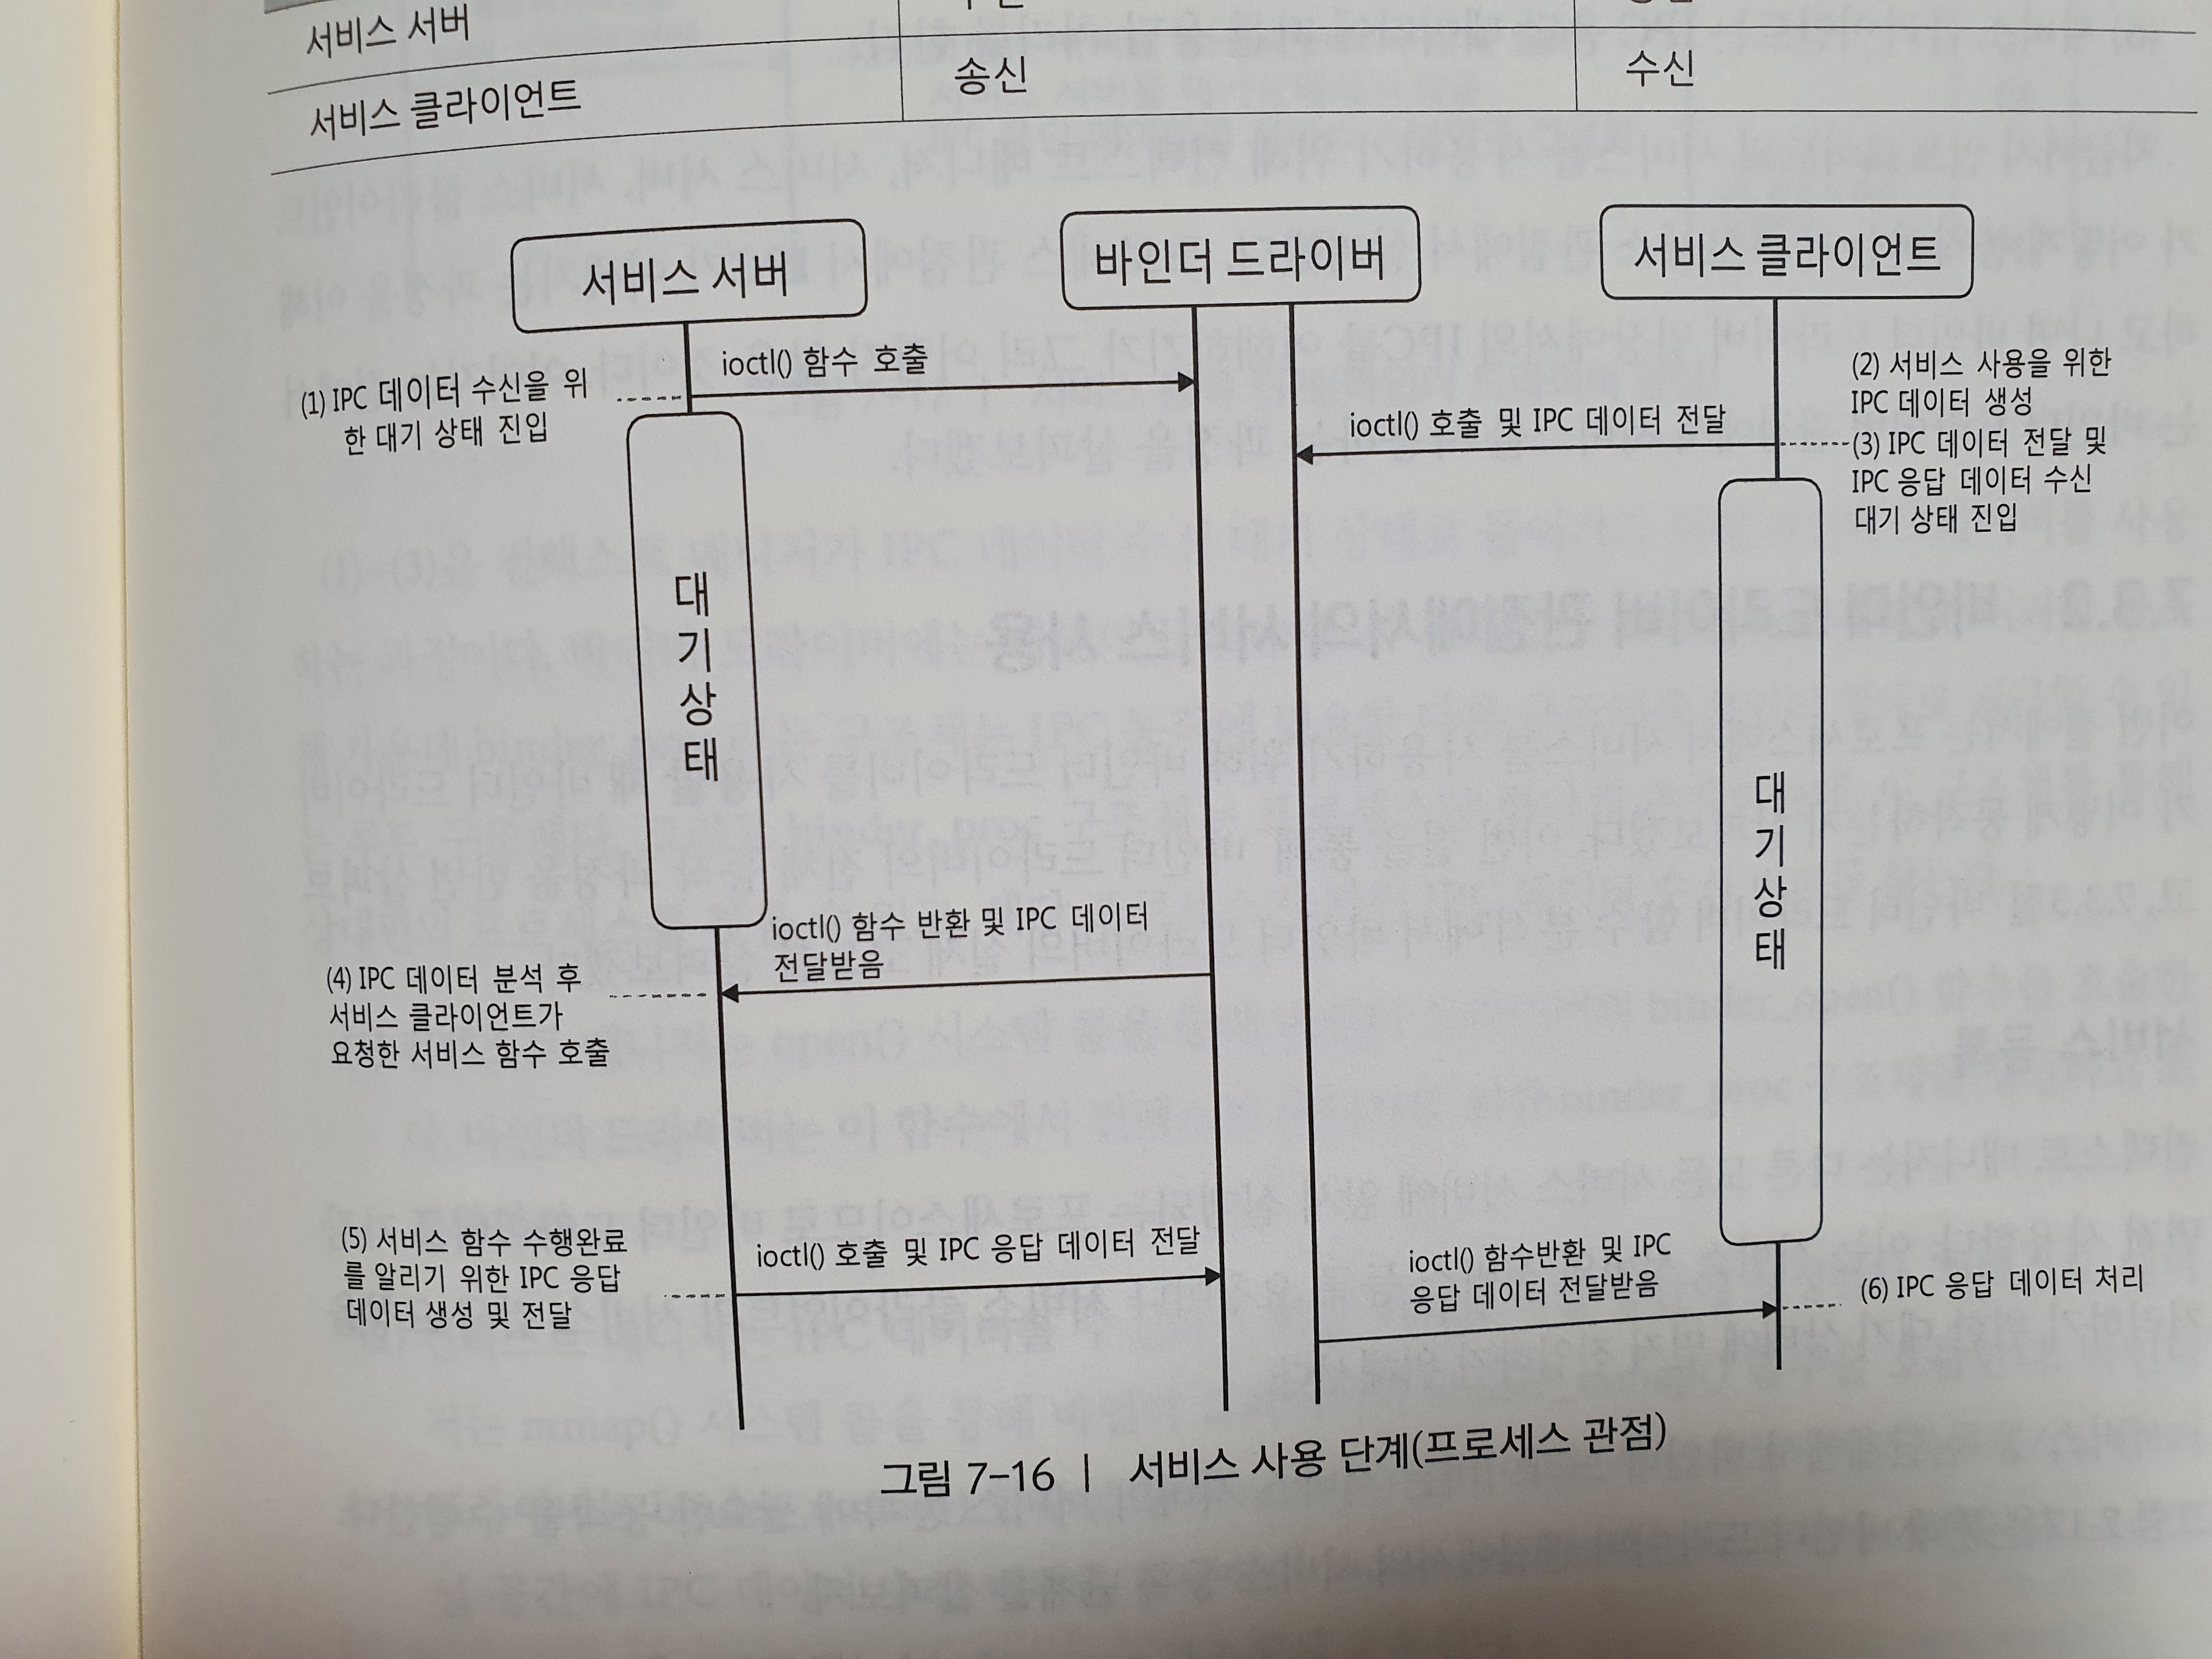 서비스 서버
서비스 클라이언트 송신 수신
서비스 서버 바인더 드라이버 서비스 클라이언트
ioctl() 함수 호출
(1) IPC 데이터 수신을 위
한 대기 상태 진입
(2) 서비스 사용을 위한
IPC 데이터 생성
ioctl() 호출 및 IPC 데이터 전달
(3) IPC 데이터 전달 및
IPC 응답 데이터 수신
대기 상태 진입
대
기
상
태
대
기
상
태
ioctl() 함수 반환 및 IPC 데이터
전달받음
(4) IPC 데이터 분석 후
서비스 클라이언트가
요청한 서비스 함수 호출
(5) 서비스 함수 수행완료
를 알리기 위한 IPC 응답
데이터 생성 및 전달
ioctl() 호출 및 IPC 응답 데이터 전달
ioctl() 함수반환 및 IPC
응답 데이터 전달받음
(6) IPC 응답 데이터 처리
그림 7-16 | 서비스 사용 단계(프로세스 관점)